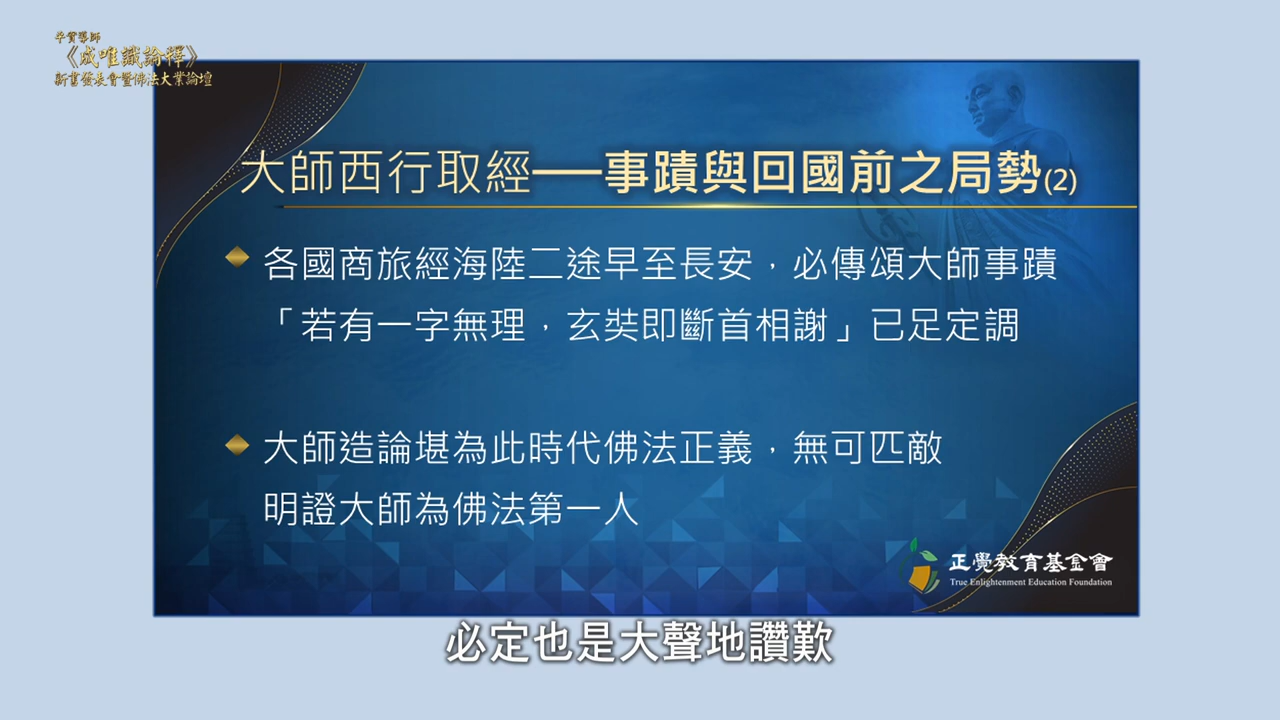 平實導師
《成唯識論釋》
新書發表會暨佛法大業論壇
大師西行取經──事蹟與回國前之局勢(2)
各國商旅經海陸二途早至長安，必傳頌大師事蹟
「若有一字無理，玄奘即斷首相謝」已足定調
大師造論堪為此時代佛法正義，無可匹敵
明證大師為佛法第一人
正覺教育基金會
True Enlightenment Education Foundation
必定也是大聲地讚歎